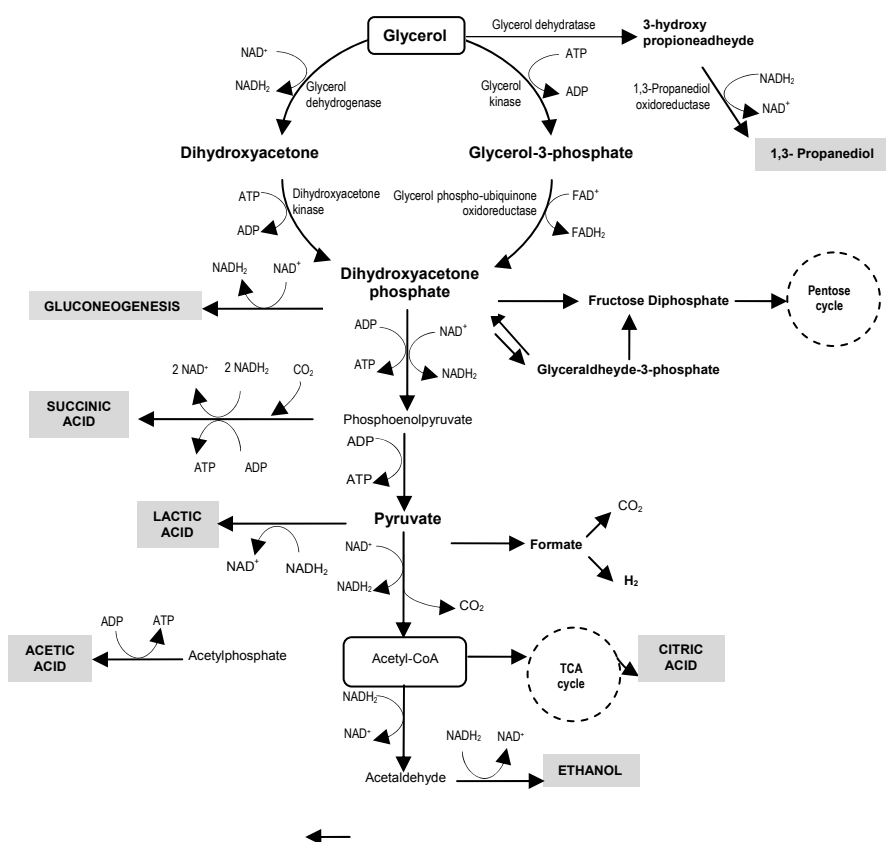 Glycerol
Glycerol dehydratase
3-hydroxy
propioneadheyde
NAD⁺
NADH₂
Glycerol
dehydrogenase
ATP
ADP
Glycerol
kinase
1,3-Propanediol
oxidoreductase
NADH₂
NAD⁺
1,3- Propanediol
Dihydroxyacetone
Glycerol-3-phosphate
ATP
ADP
Dihydroxyacetone
kinase
Glycerol phospho-ubiquinone
oxidoreductase
FAD⁺
FADH₂
Dihydroxyacetone
phosphate
NADH₂
NAD⁺
GLUCONEOGENESIS
Fructose Diphosphate
Pentose
cycle
ADP
ATP
NAD⁺
NADH₂
Glyceraldheyde-3-phosphate
2 NAD⁺
2 NADH₂
CO₂
SUCCINIC
ACID
ATP
ADP
Phosphoenolpyruvate
ADP
ATP
LACTIC
ACID
NAD⁺
NADH₂
Pyruvate
Formate
CO₂
H₂
NAD⁺
NADH₂
CO₂
ACETIC
ACID
ADP
ATP
Acetylphosphate
Acetyl-CoA
TCA
cycle
CITRIC
ACID
NADH₂
NAD⁺
Acetaldehyde
NADH₂
NAD⁺
ETHANOL